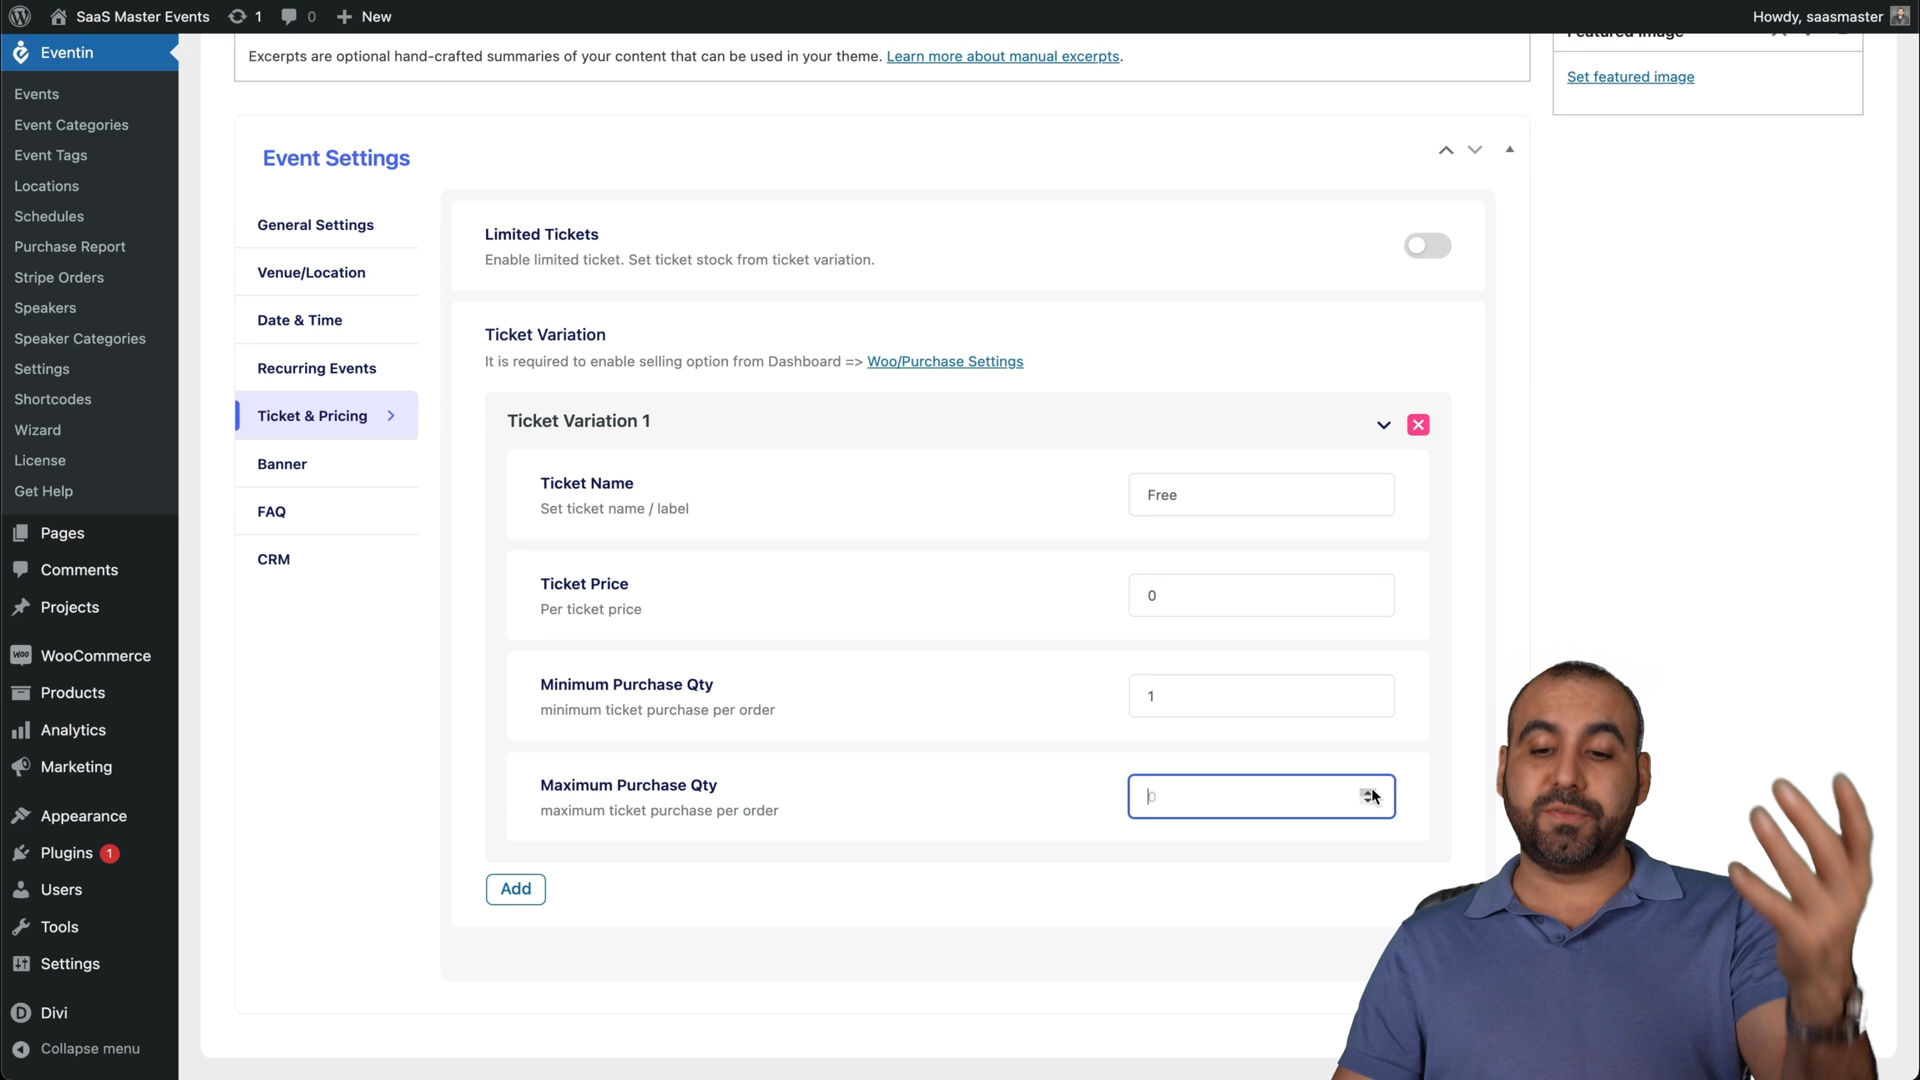 SaaS Master Events
1
0
New
Howdy, saasmaster
Eventin
Events
Event Categories
Event Tags
Locations
Schedules
Purchase Report
Stripe Orders
Speakers
Speaker Categories
Settings
Shortcodes
Wizard
License
Get Help
Pages
Comments
Projects
WOO
WooCommerce
Products
Analytics
Marketing
Appearance
Plugins 1
Users
Tools
Settings
D
Divi
Collapse menu
Excerpts are optional hand-crafted summaries of your content that can be used in your theme. Learn more about manual excerpts.
Featured image
Set featured image
Event Settings
General Settings
Venue/Location
Date & Time
Recurring Events
Ticket & Pricing
Banner
FAQ
CRM
Limited Tickets
Enable limited ticket. Set ticket stock from ticket variation.
Ticket Variation
It is required to enable selling option from Dashboard => Woo/Purchase Settings
Ticket Variation 1
Ticket Name
Set ticket name / label
Free
Ticket Price
Per ticket price
0
Minimum Purchase Qty
minimum ticket purchase per order
1
Maximum Purchase Qty
maximum ticket purchase per order
0
Add